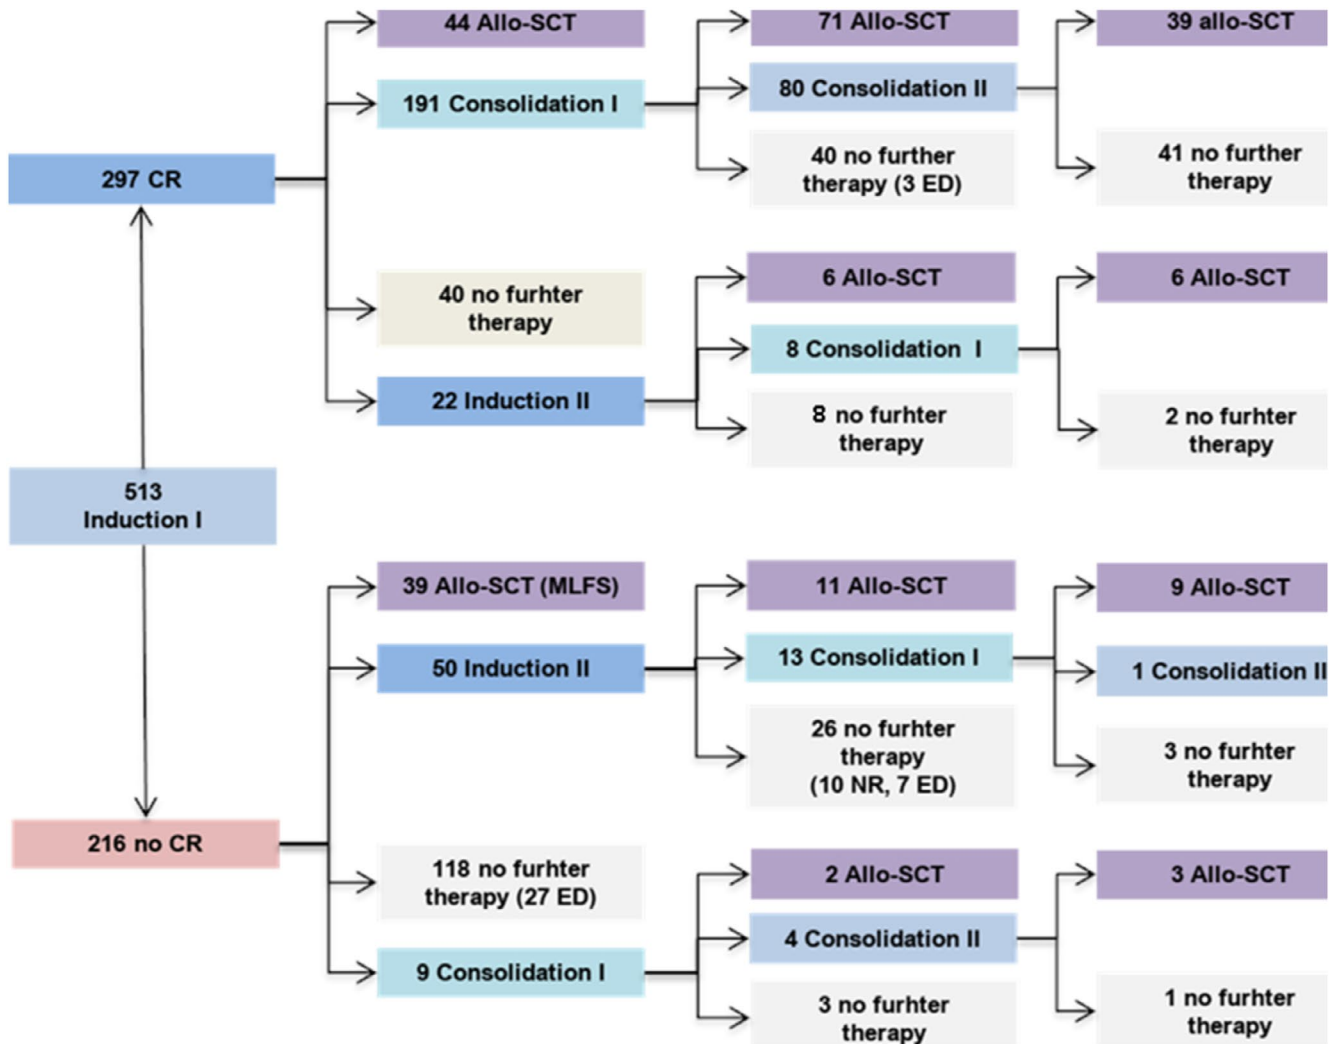 44 Allo-SCT
71 Allo-SCT
39 allo-SCT
191 Consolidation I
80 Consolidation II
40 no further
therapy (3 ED)
41 no further
therapy
297 CR
40 no furhter
therapy
6 Allo-SCT
6 Allo-SCT
8 Consolidation I
22 Induction II
8 no furhter
therapy
2 no furhter
therapy
513
Induction I
39 Allo-SCT (MLFS)
11 Allo-SCT
9 Allo-SCT
50 Induction II
13 Consolidation I
1 Consolidation II
26 no furhter
therapy
(10 NR, 7 ED)
3 no furhter
therapy
216 no CR
118 no furhter
therapy (27 ED)
2 Allo-SCT
3 Allo-SCT
4 Consolidation II
9 Consolidation I
3 no furhter
therapy
1 no furhter
therapy